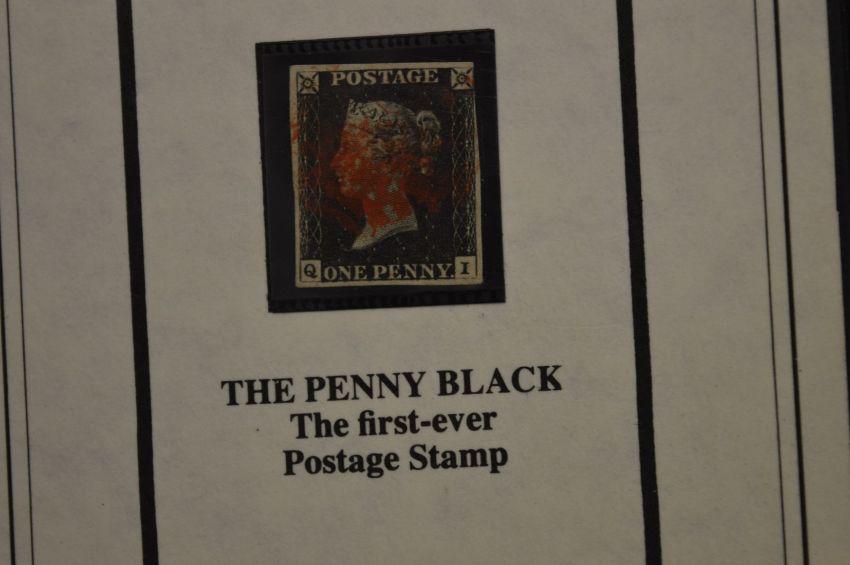 POSTAGE
ONE PENNY.
Q I
THE PENNY BLACK
The first-ever
Postage Stamp